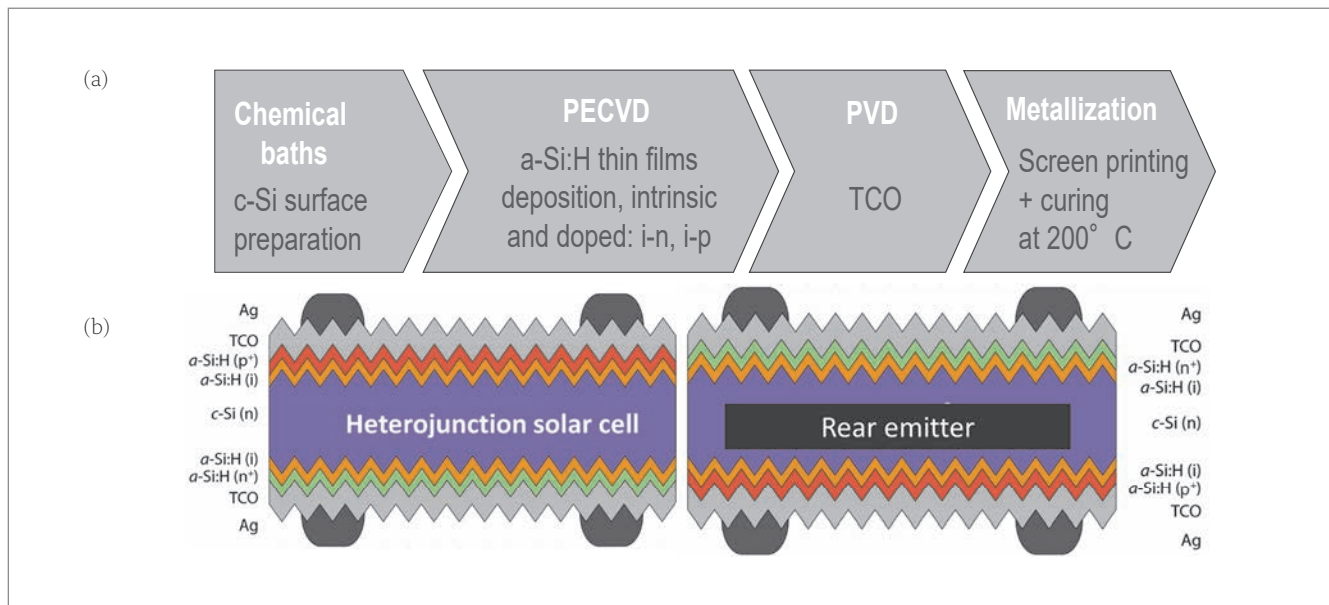 (a)
Chemical
baths
c-Si surface
preparation
PECVD
a-Si:H thin films
deposition, intrinsic
and doped: i-n, i-p
PVD
TCO
Metallization
Screen printing
+ curing
at 200° C
(b)
Ag
TCO
a-Si:H (p⁺)
a-Si:H (i)
c-Si (n)
a-Si:H (i)
a-Si:H (n⁺)
TCO
Ag
Heterojunction solar cell
Rear emitter
Ag
TCO
a-Si:H (n⁺)
a-Si:H (i)
c-Si (n)
a-Si:H (i)
a-Si:H (p⁺)
TCO
Ag